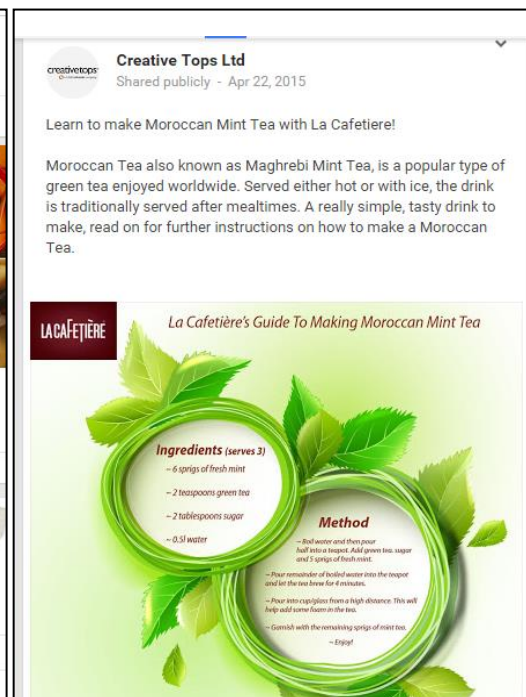 creativetops
Creative Tops Ltd
Shared publicly - Apr 22, 2015
Learn to make Moroccan Mint Tea with La Cafetiere!
Moroccan Tea also known as Maghrebi Mint Tea, is a popular type of
green tea enjoyed worldwide. Served either hot or with ice, the drink
is traditionally served after mealtimes. A really simple, tasty drink to
make, read on for further instructions on how to make a Moroccan
Tea.
LA CAFETIÈRE
La Cafetière's Guide To Making Moroccan Mint Tea
Ingredients (serves 3)
~ 6 sprigs of fresh mint
~ 2 teaspoons green tea
~ 2 tablespoons sugar
~ 0.5l water
Method
~ Boil water and then pour
half into a teapot. Add green tea, sugar
and 5 sprigs of fresh mint.
~ Pour remainder of boiled water into the teapot
and let the tea brew for 4 minutes.
~ Pour into cup/glass from a high distance. This will
help add some foam in the tea.
~ Garnish with the remaining sprigs of mint tea.
~ Enjoy!